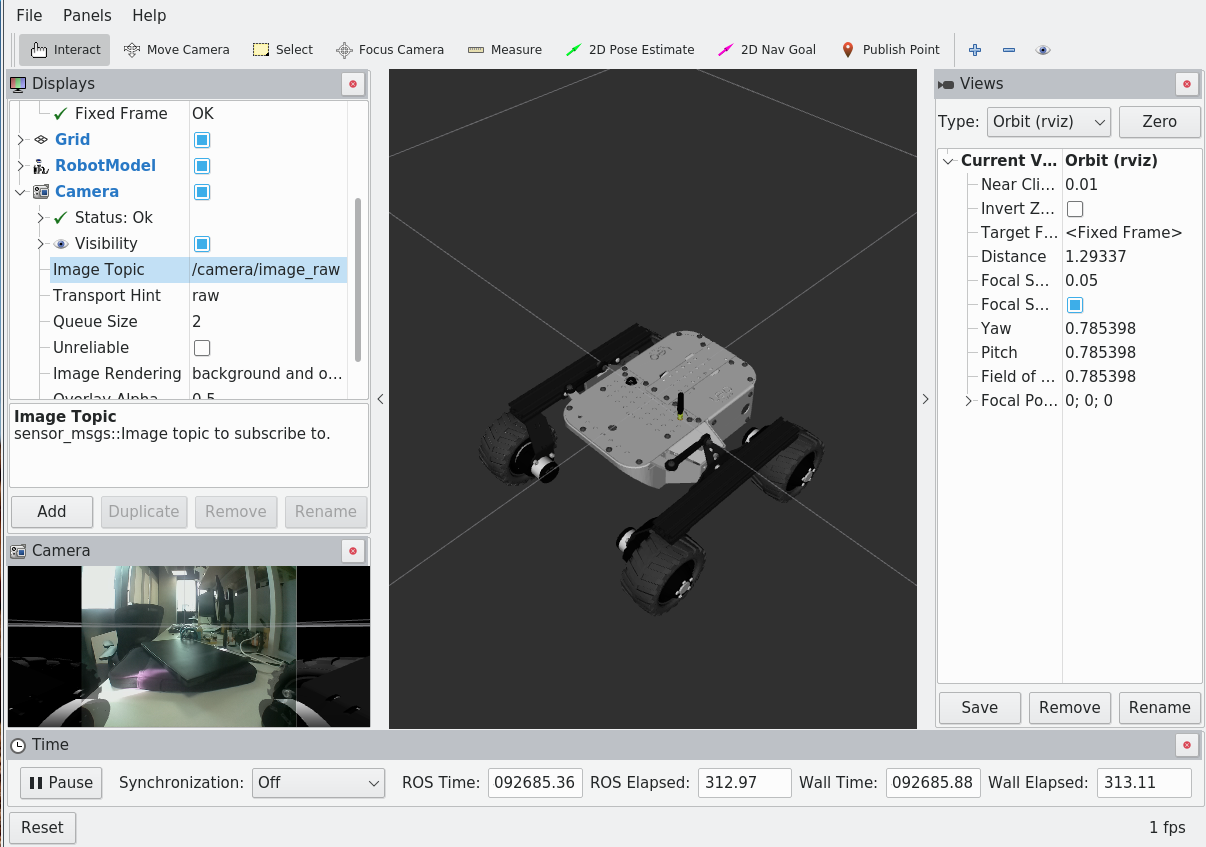 File Panels Help
Interact Move Camera Select Focus Camera Measure 2D Pose Estimate 2D Nav Goal Publish Point
Displays
Fixed Frame OK
Grid
RobotModel
Camera
Status: Ok
Visibility
Image Topic /camera/image_raw
Transport Hint raw
Queue Size 2
Unreliable
Image Rendering background and o...
Overlay Alpha 0.5
Image Topic
sensor_msgs::Image topic to subscribe to.
Add Duplicate Remove Rename
Camera
Views
Type: Orbit (rviz) Zero
Current V... Orbit (rviz)
Near Cli... 0.01
Invert Z...
Target F... <Fixed Frame>
Distance 1.29337
Focal S... 0.05
Focal S...
Yaw 0.785398
Pitch 0.785398
Field of ... 0.785398
Focal Po... 0; 0; 0
Save Remove Rename
Time
Pause Synchronization: Off ROS Time: 092685.36 ROS Elapsed: 312.97 Wall Time: 092685.88 Wall Elapsed: 313.11
Reset 1 fps